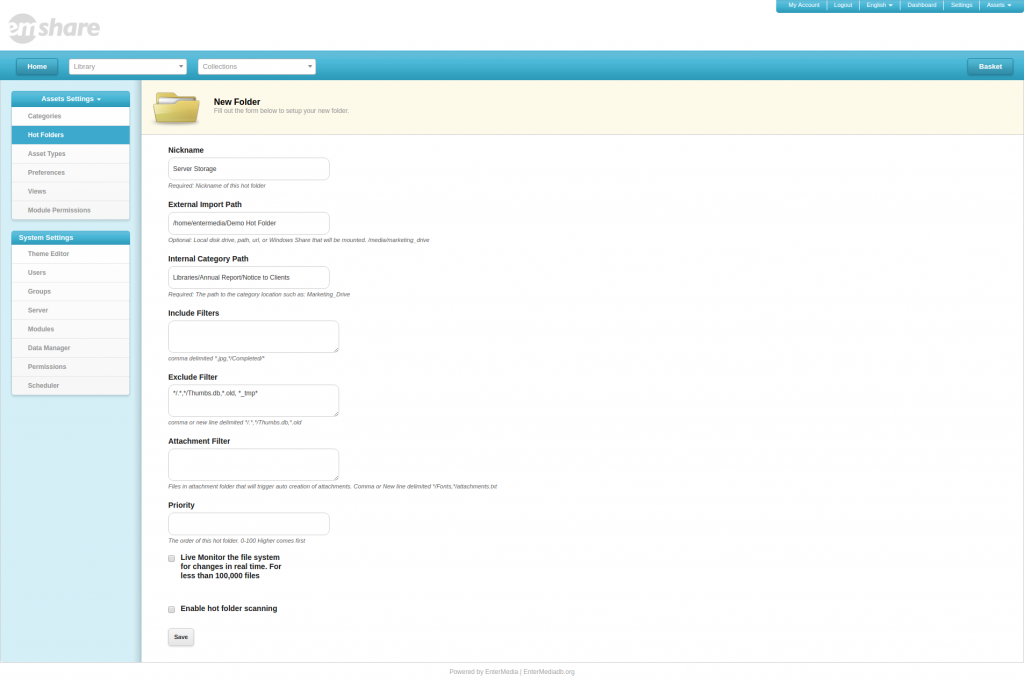 My Account
Logout
English
Dashboard
Settings
Assets
emshare
Home
Library
Collections
Basket
Assets Settings
Categories
Hot Folders
Asset Types
Preferences
Views
Module Permissions
System Settings
Theme Editor
Users
Groups
Server
Modules
Data Manager
Permissions
Scheduler
New Folder
Fill out the form below to setup your new folder.
Nickname
Server Storage
Required: Nickname of this hot folder
External Import Path
/home/entermedia/Demo Hot Folder
Optional: Local disk drive, path, url, or Windows Share that will be mounted. /media/marketing_drive
Internal Category Path
Libraries/Annual Report/Notice to Clients
Required: The path to the category location such as: Marketing_Drive
Include Filters
comma delimited *.jpg,*/Completed/*
Exclude Filter
*/.*,*/Thumbs.db,*.old, *_tmp*
comma or new line delimited */.*,*/Thumbs.db,*.old
Attachment Filter
Files in attachment folder that will trigger auto creation of attachments. Comma or New line delimited */Fonts,*/attachments.txt
Priority
The order of this hot folder. 0-100 Higher comes first
Live Monitor the file system
for changes in real time. For
less than 100,000 files
Enable hot folder scanning
Save
Powered by EnterMedia | EnterMediadb.org